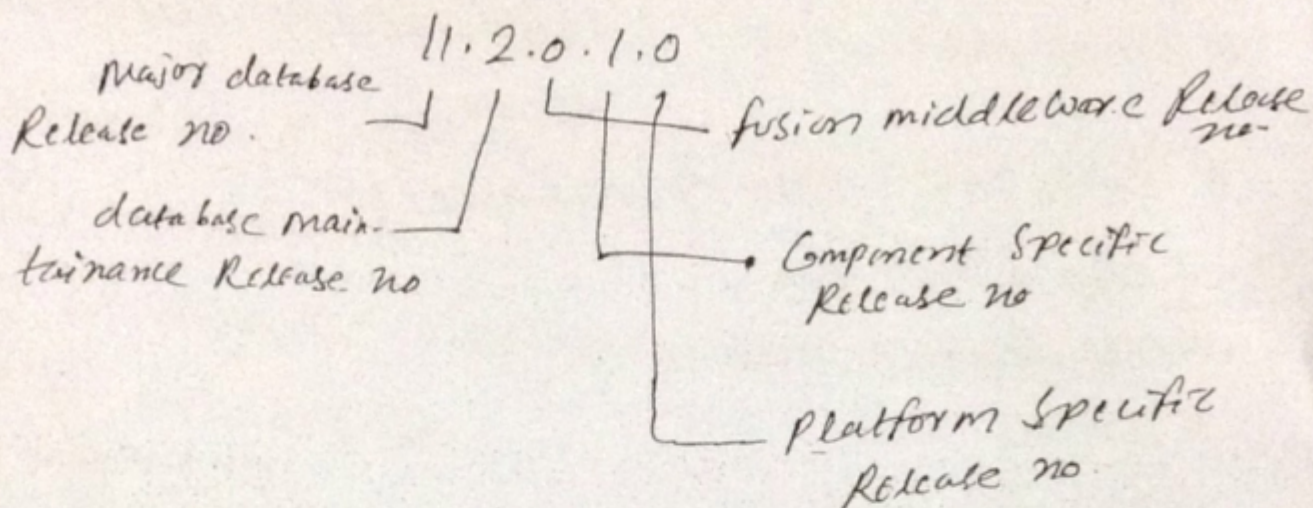 11.2.0.1.0
Major database
Release no.
fusion middleware Release
no.
database main-
tainance Release no
Component Specific
Release no
Platform Specific
Release no.